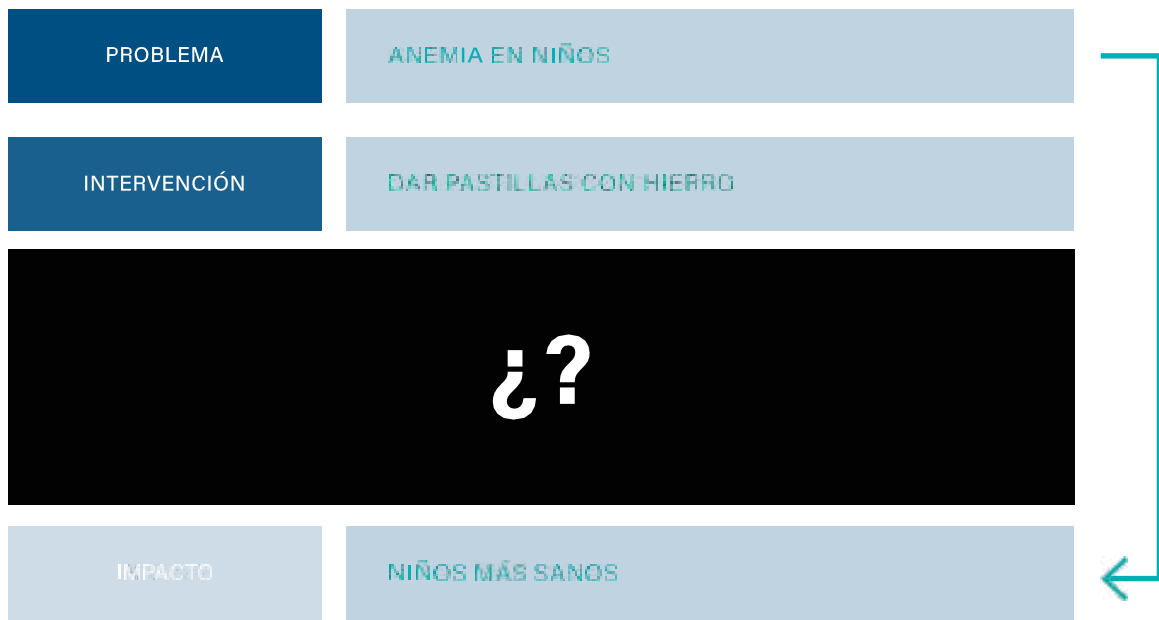 PROBLEMA
ANEMIA EN NIÑOS
INTERVENCIÓN
DAR PASTILLAS CON HIERRO
¿?
IMPACTO
NIÑOS MÁS SANOS